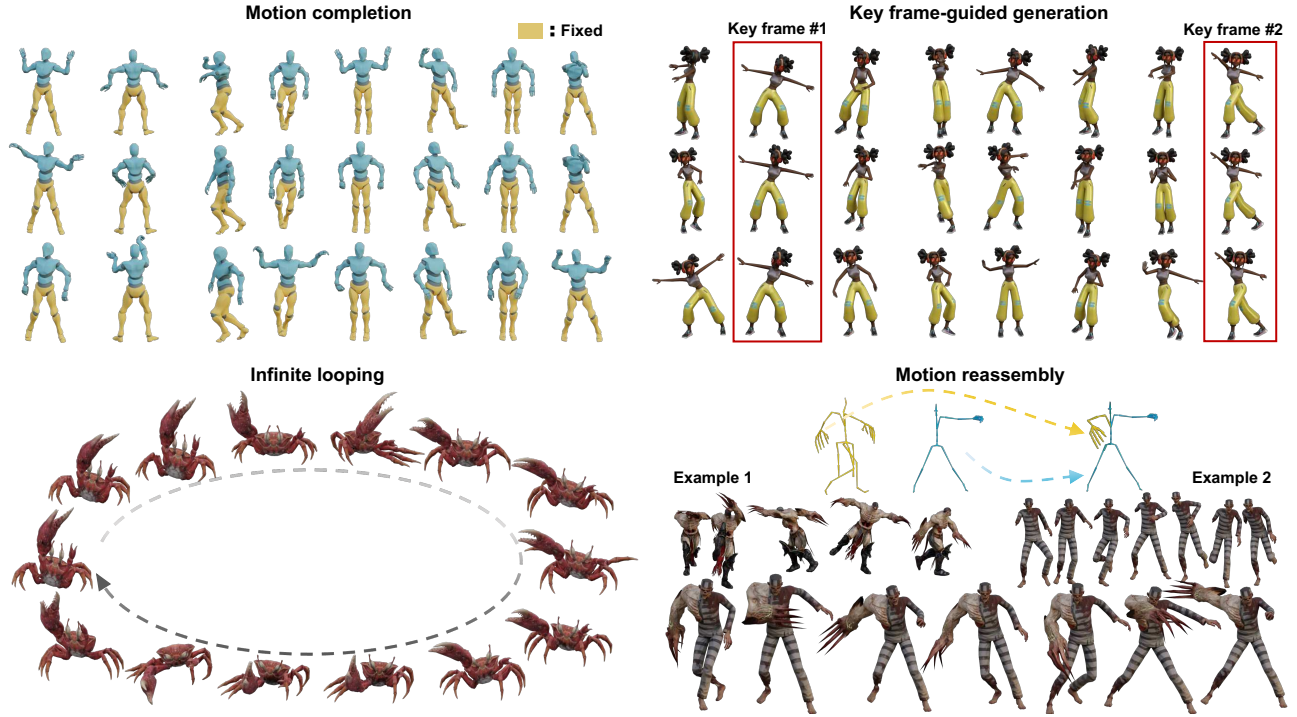 Motion completion
: Fixed
Key frame-guided generation
Key frame #1
Key frame #2
Infinite looping
Motion reassembly
Example 1
Example 2